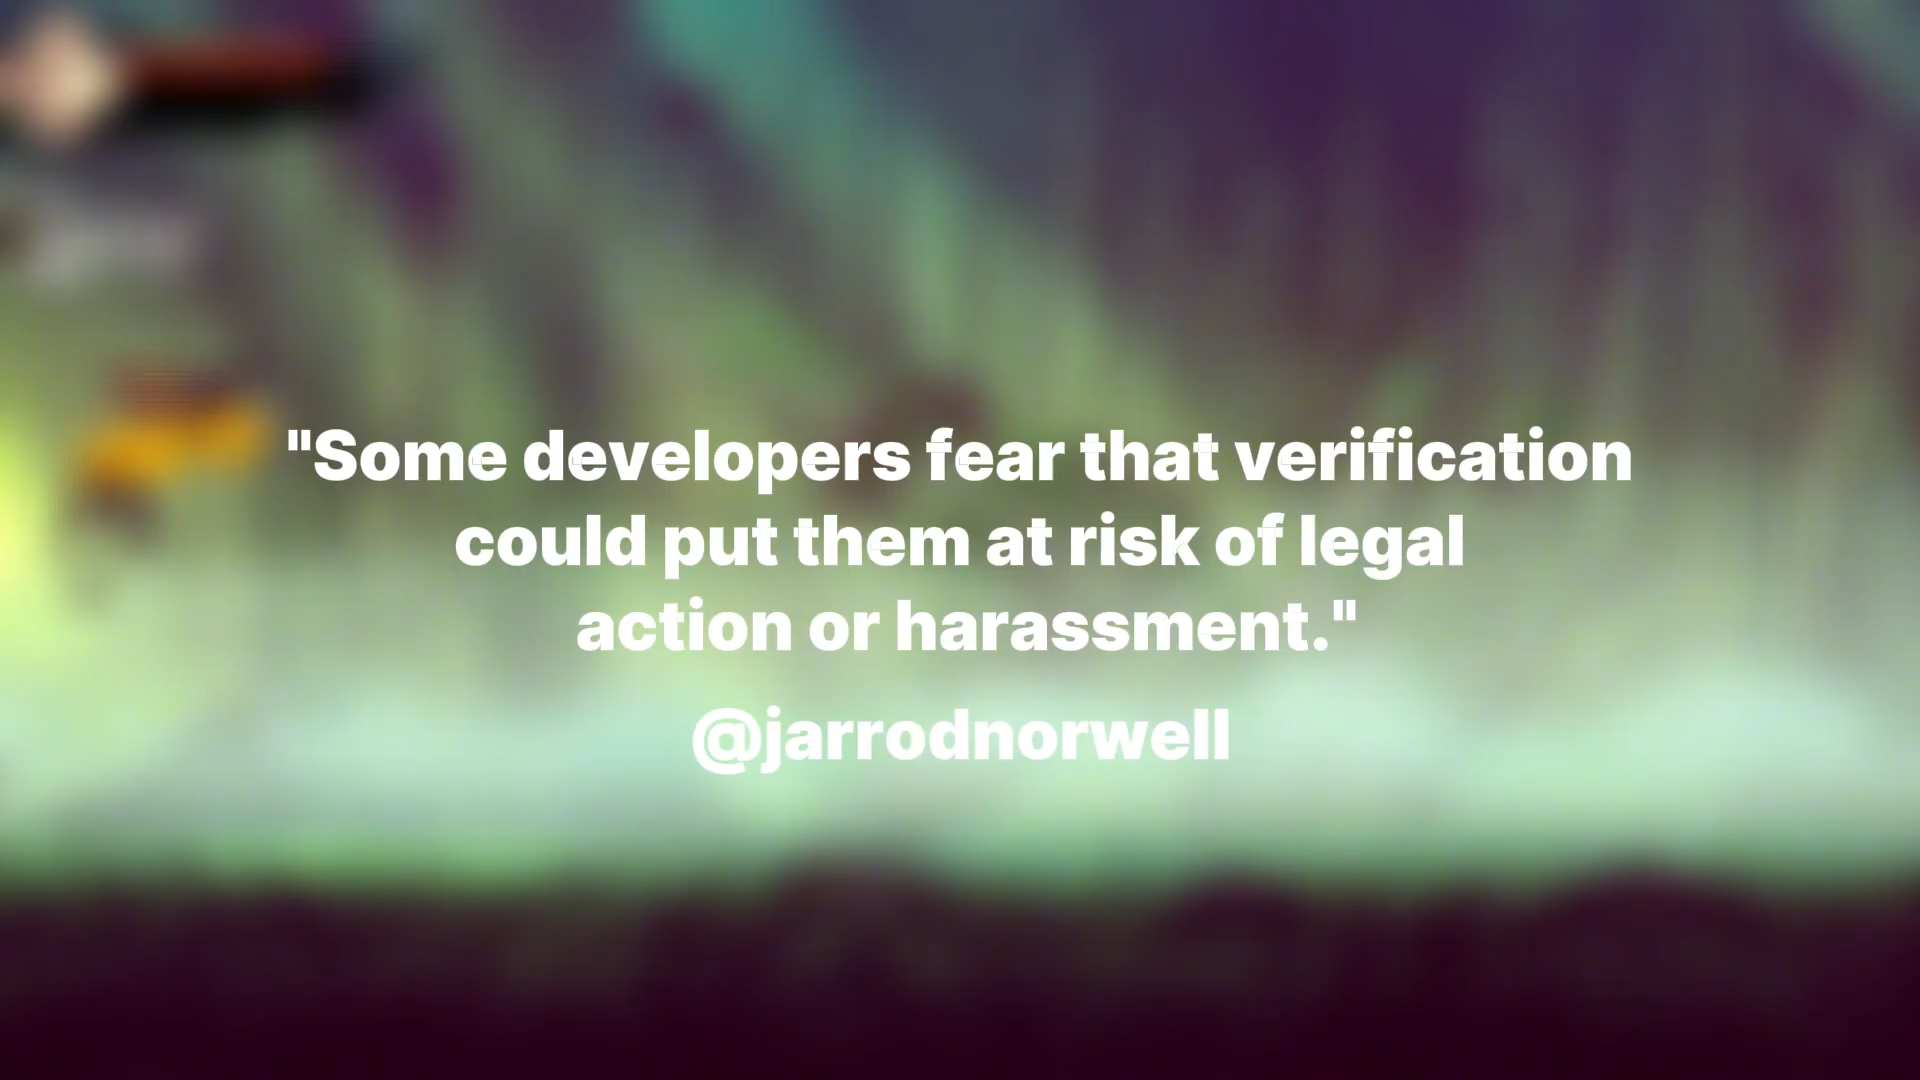 "Some developers fear that verification
could put them at risk of legal
action or harassment."
@jarrodnorwell